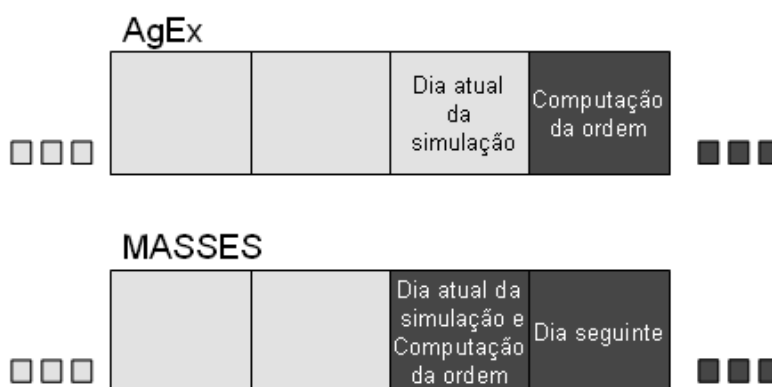 AgEx
Dia atual
da
simulação
Computação
da ordem
MASSES
Dia atual da
simulação e
Computação
da ordem
Dia seguinte